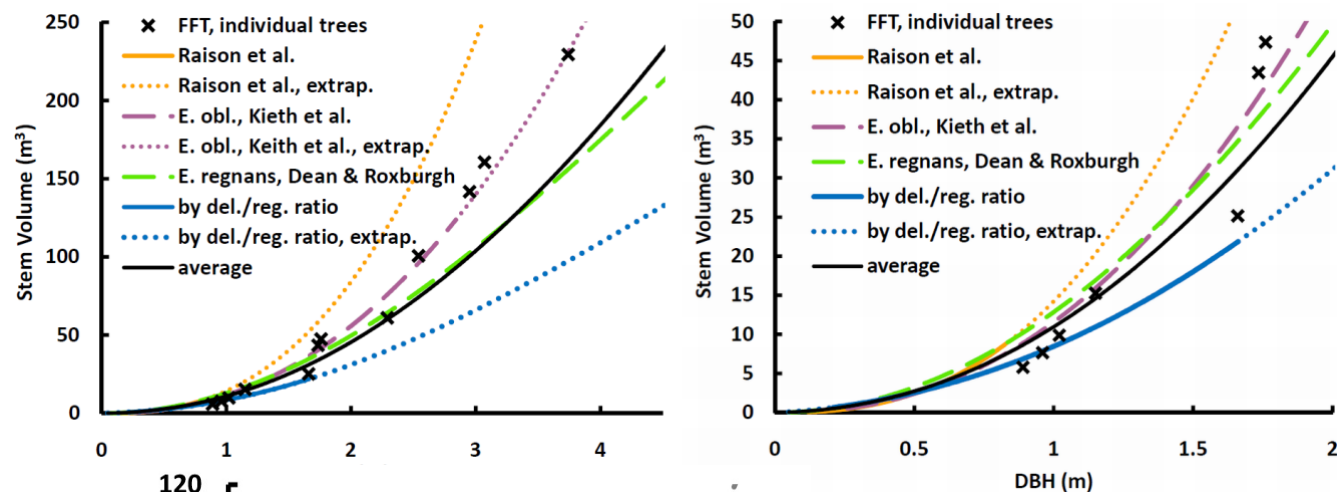 250
200
150
100
50
0
Stem Volume (m³)
FFT, individual trees
Raison et al.
Raison et al., extrap.
E. obl., Kieth et al.
E. obl., Keith et al., extrap.
E. regnans, Dean & Roxburgh
by del./reg. ratio
by del./reg. ratio, extrap.
average
0 1 2 3 4
120
50
45
40
35
30
25
20
15
10
5
0
Stem Volume (m³)
FFT, individual trees
Raison et al.
Raison et al., extrap.
E. obl., Kieth et al.
E. regnans, Dean & Roxburgh
by del./reg. ratio
by del./reg. ratio, extrap.
average
0 0.5 1 1.5 2
DBH (m)